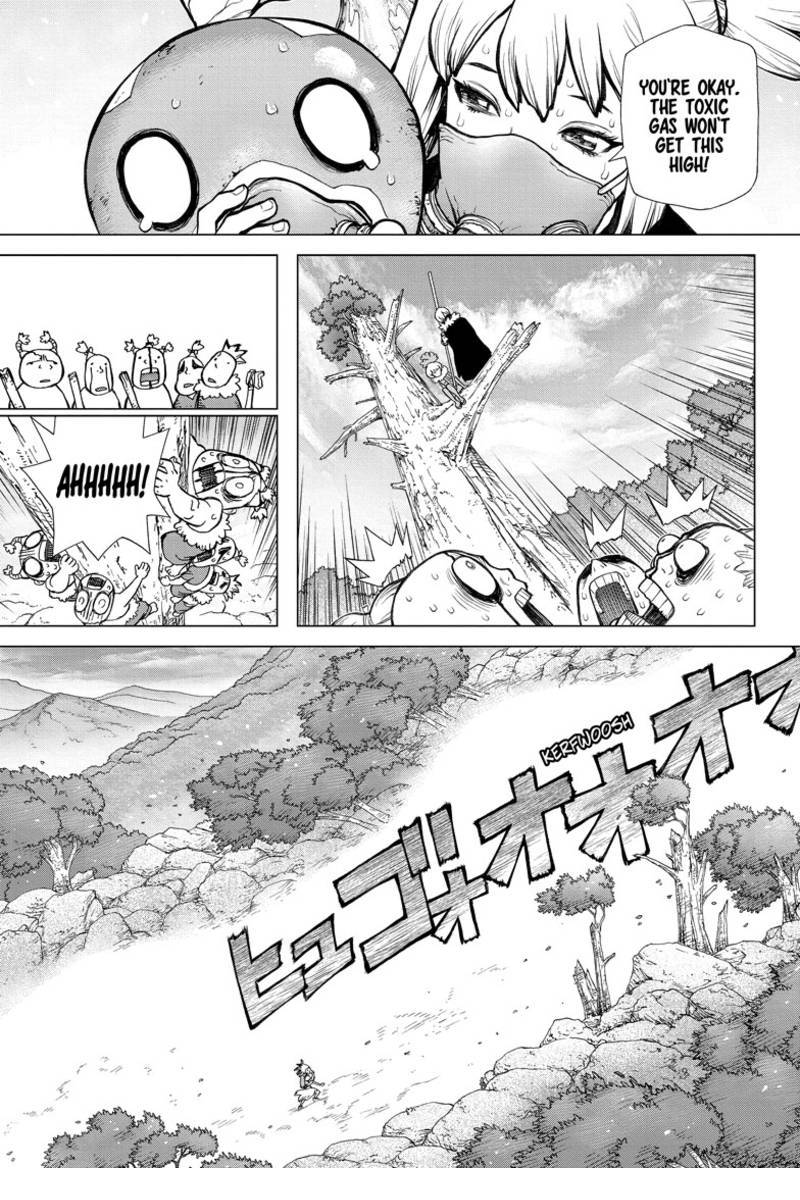 YOU'RE OKAY.
THE TOXIC
GAS WON'T
GET THIS
HIGH!
AHHHHH!
KERFWOOSH
ヒュゴォオオオオ